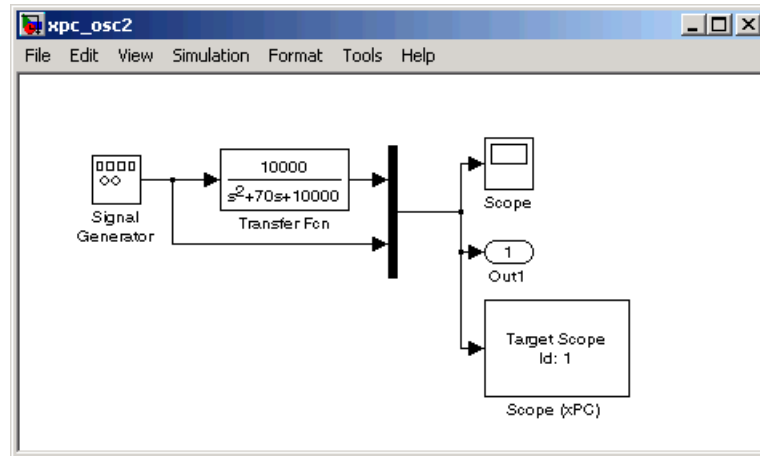 xpc_osc2
File Edit View Simulation Format Tools Help
Signal
Generator
10000
s²+70s+10000
Transfer Fcn
Scope
1
Out1
Target Scope
Id: 1
Scope (xPC)